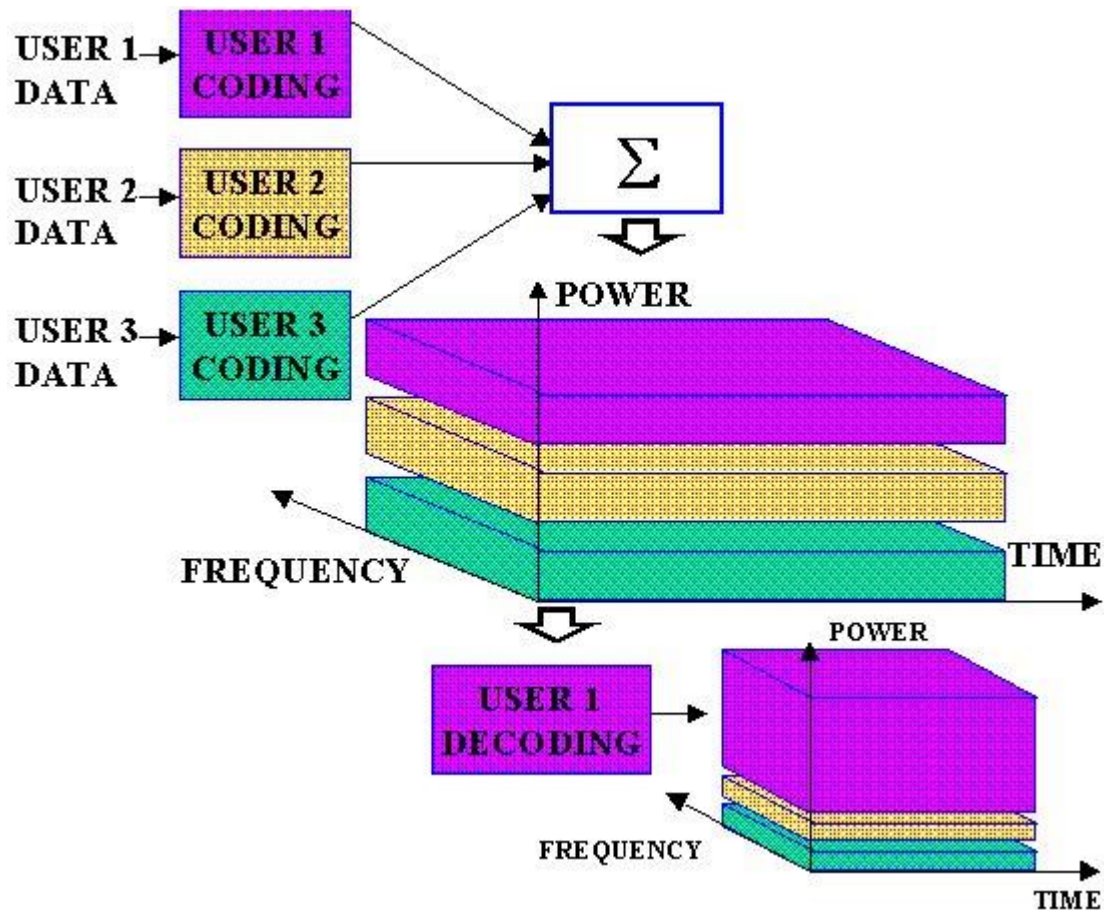 USER 1
DATA
USER 1
CODING
USER 2
DATA
USER 2
CODING
USER 3
DATA
USER 3
CODING
Σ
POWER
FREQUENCY
TIME
USER 1
DECODING
POWER
FREQUENCY
TIME